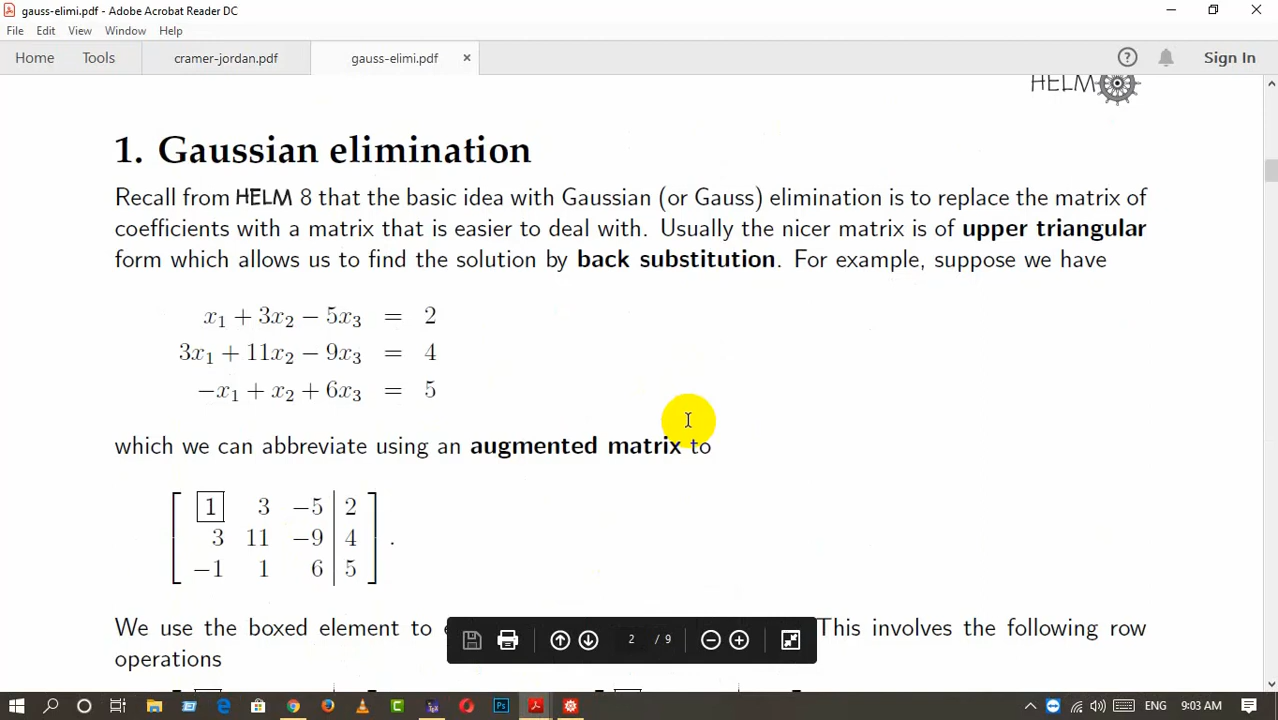 gauss-elimi.pdf - Adobe Acrobat Reader DC
File Edit View Window Help
Home Tools cramer-jordan.pdf gauss-elimi.pdf × ? Sign In
HELM
1. Gaussian elimination
Recall from HELM 8 that the basic idea with Gaussian (or Gauss) elimination is to replace the matrix of
coefficients with a matrix that is easier to deal with. Usually the nicer matrix is of upper triangular
form which allows us to find the solution by back substitution. For example, suppose we have
x₁ + 3x₂ − 5x₃ = 2
3x₁ + 11x₂ − 9x₃ = 4
−x₁ + x₂ + 6x₃ = 5
which we can abbreviate using an augmented matrix to
1 3 −5 2
3 11 −9 4
−1 1 6 5
.
We use the boxed element to This involves the following row
operations
2 / 9
ENG 9:03 AM